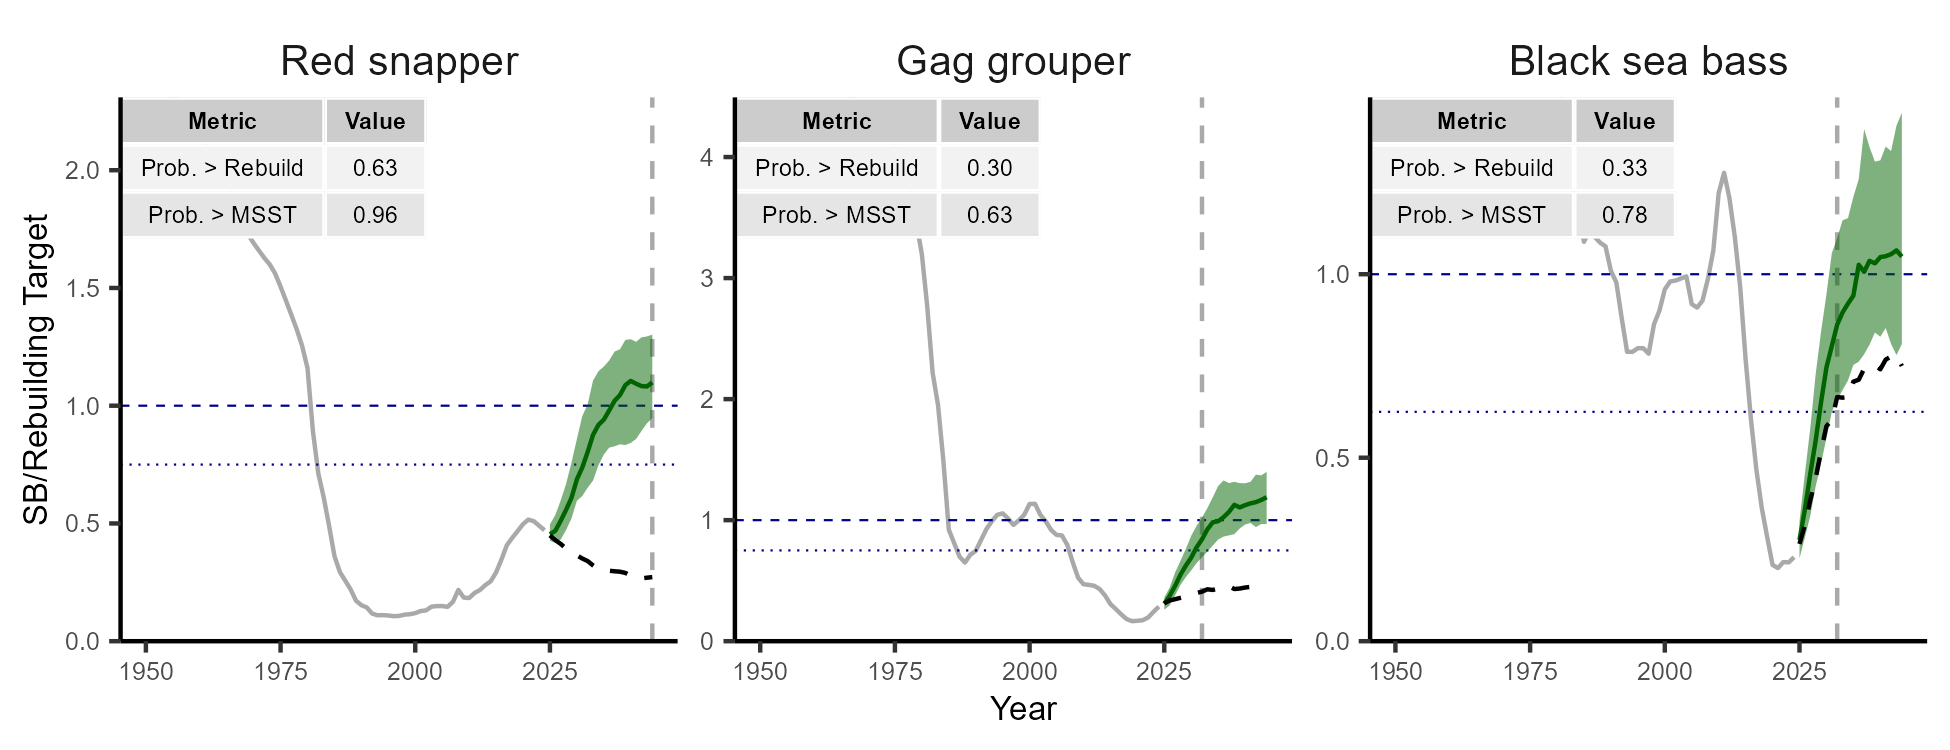 Red snapper
Gag grouper
Black sea bass
SB/Rebuilding Target
Metric Value
Prob. > Rebuild 0.63
Prob. > MSST 0.96
2.0
1.5
1.0
0.5
0.0
1950 1975 2000 2025
Metric Value
Prob. > Rebuild 0.30
Prob. > MSST 0.63
4
3
2
1
0
1950 1975 2000 2025
Metric Value
Prob. > Rebuild 0.33
Prob. > MSST 0.78
1.0
0.5
0.0
1950 1975 2000 2025
Year